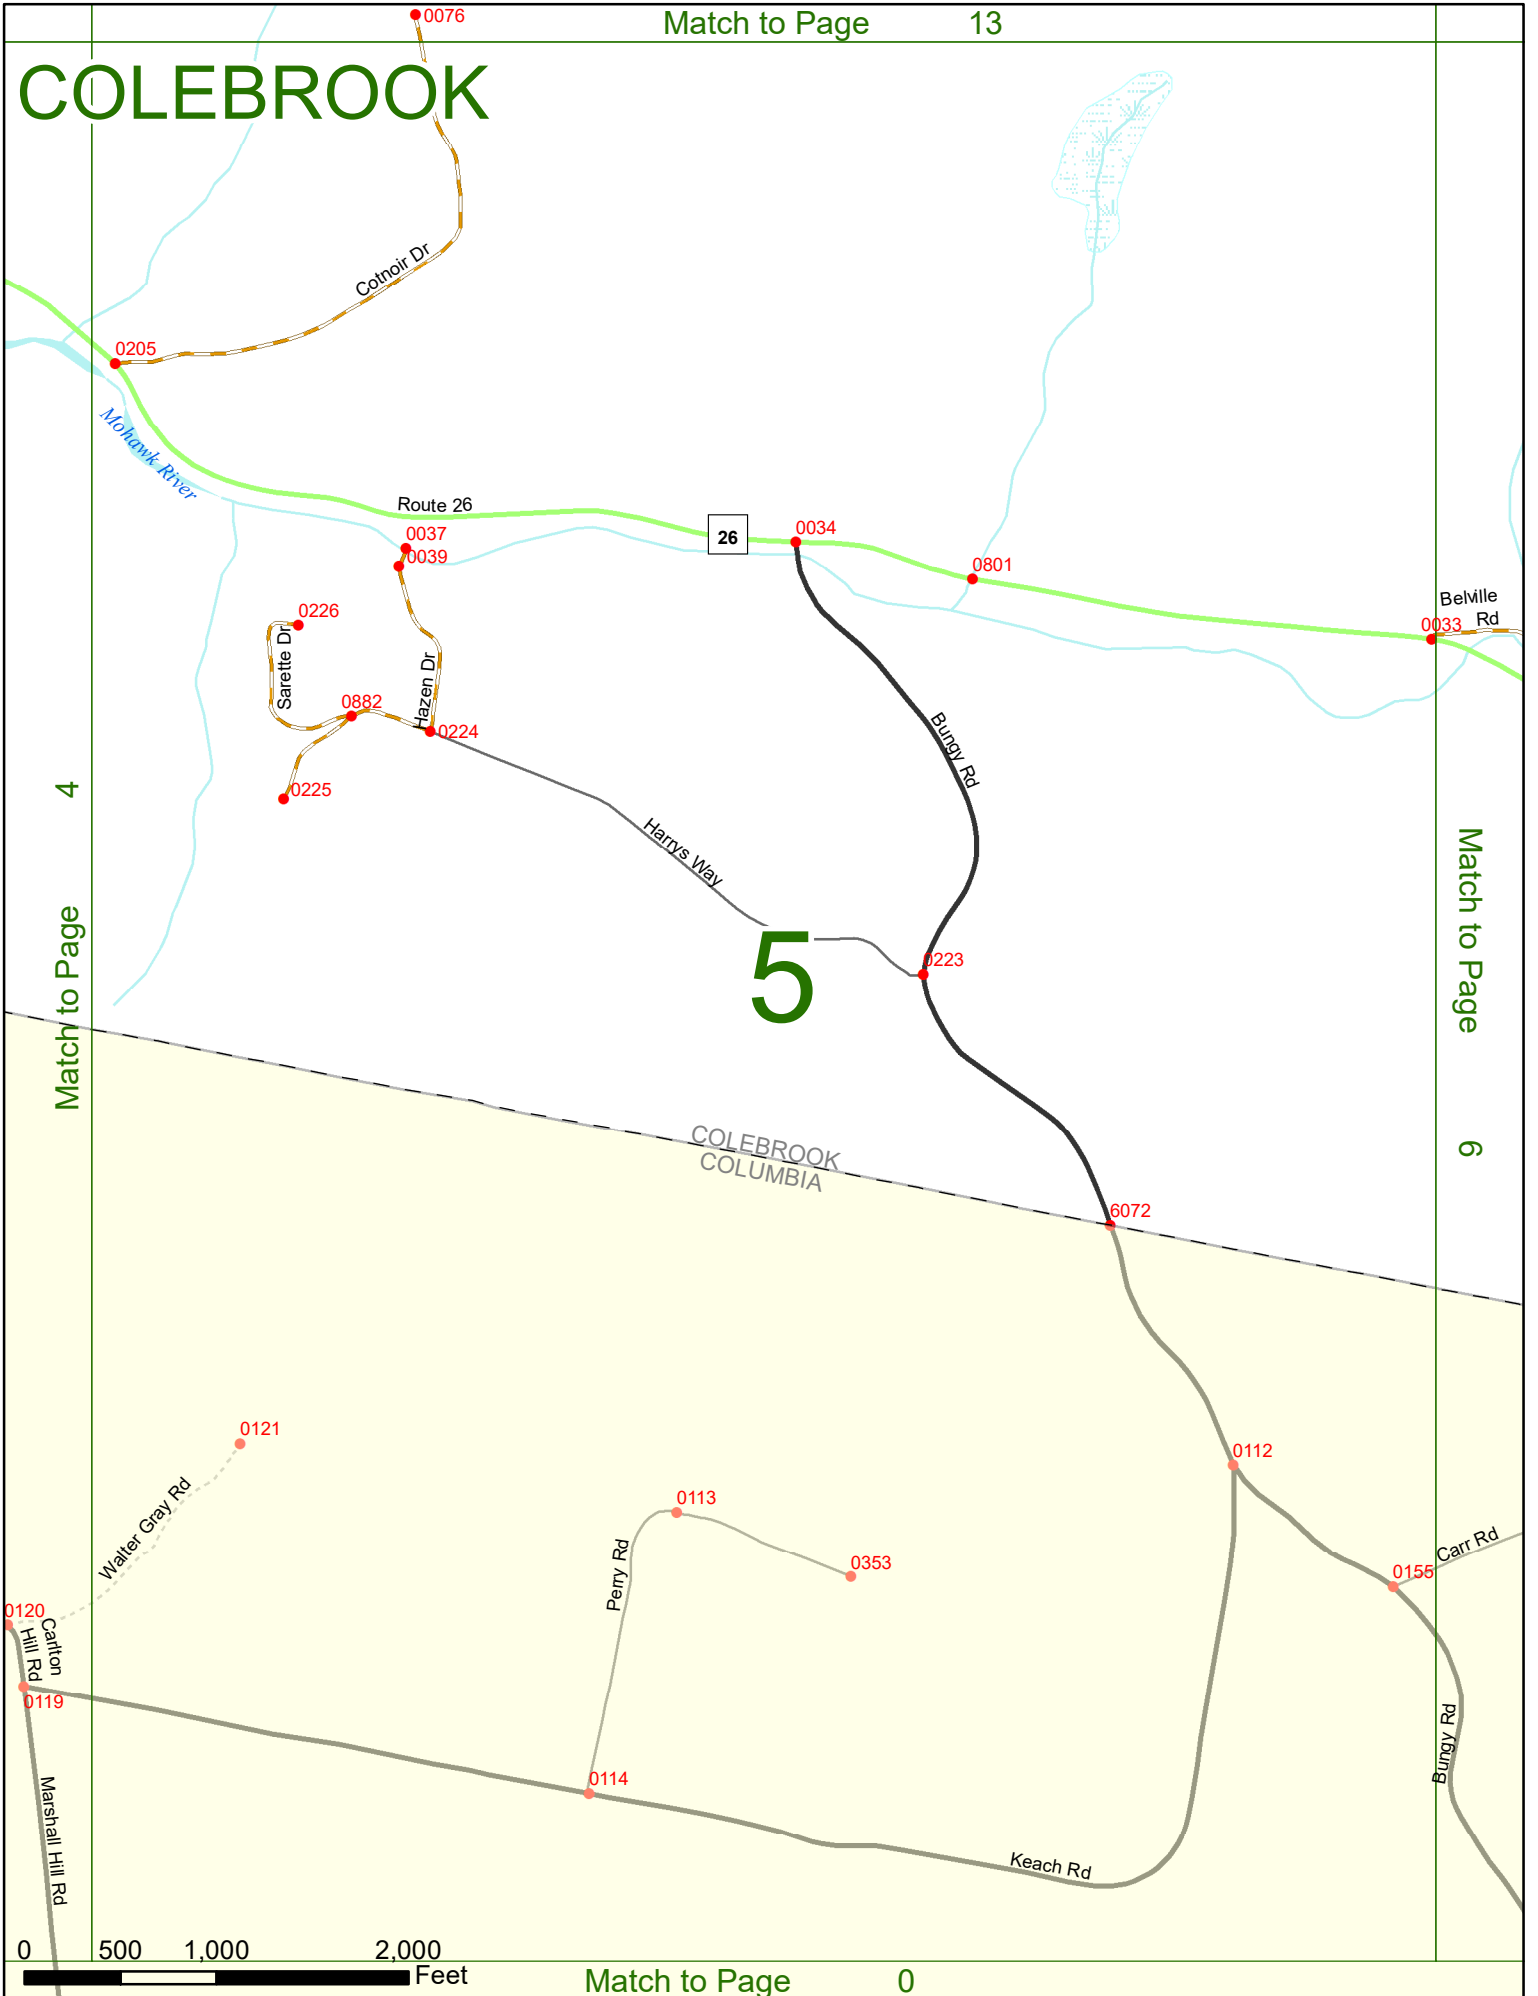 0076
Match to Page 13
COLEBROOK
Cotnoir Dr
0205
Mohawk River
Route 26
0037
0039
26
0034
0801
Belville
Rd
0033
0226
Sarette Dr
0882
Hazen Dr
0224
0225
Bungy Rd
Harrys Way
4
Match to Page
5
0223
Match to Page
6
COLEBROOK
COLUMBIA
6072
0121
Walter Gray Rd
0112
0113
0353
Perry Rd
Carr Rd
0155
0120
Carlton
Hill Rd
0119
Bungy Rd
0114
Marshall Hill Rd
Keach Rd
0 500 1,000 2,000
Feet
Match to Page 0